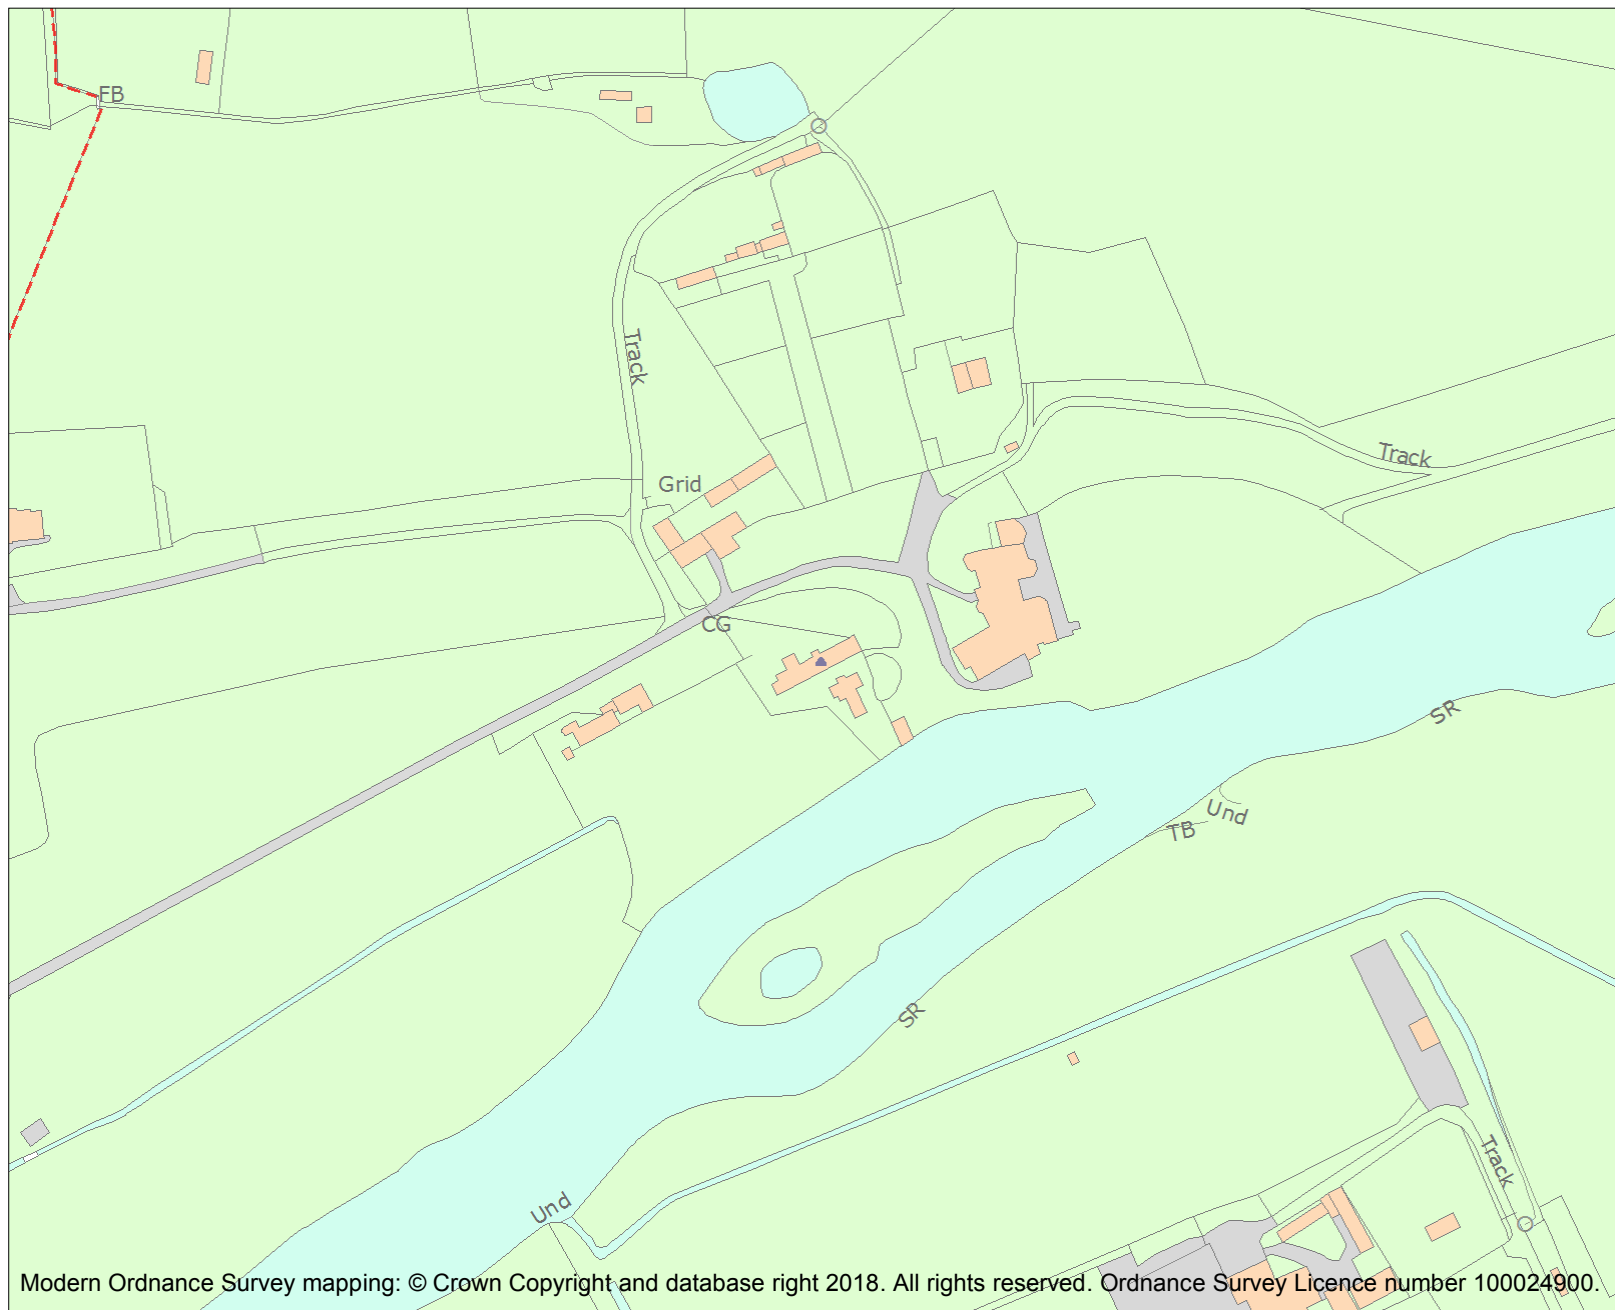 FB
Track
Track
Grid
CG
SR
Und
TB
SR
Track
Und
Modern Ordnance Survey mapping: © Crown Copyright and database right 2018. All rights reserved. Ordnance Survey Licence number 100024900.